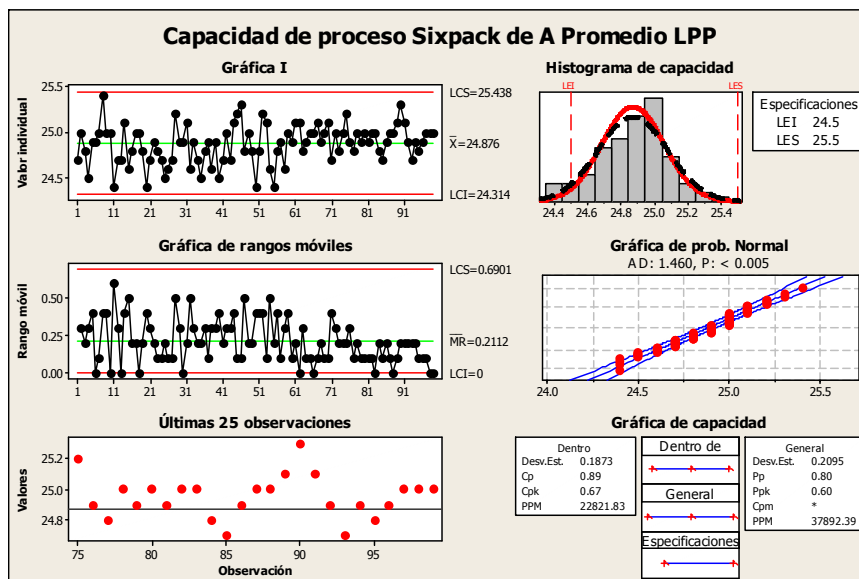 Capacidad de proceso Sixpack de A Promedio LPP
Gráfica I
Valor individual
25.5
25.0
24.5
1 11 21 31 41 51 61 71 81 91
LCS=25.438
X=24.876
LCI=24.314
Histograma de capacidad
LEI LES
24.4 24.6 24.8 25.0 25.2 25.4
Especificaciones
LEI 24.5
LES 25.5
Gráfica de rangos móviles
Rango móvil
0.50
0.25
0.00
1 11 21 31 41 51 61 71 81 91
LCS=0.6901
MR=0.2112
LCI=0
Gráfica de prob. Normal
AD: 1.460, P: < 0.005
24.0 24.5 25.0 25.5
Últimas 25 observaciones
Valores
25.2
25.0
24.8
75 80 85 90 95
Observación
Gráfica de capacidad
Dentro
Desv.Est. 0.1873
Cp 0.89
Cpk 0.67
PPM 22821.83
Dentro de
General
Especificaciones
General
Desv.Est. 0.2095
Pp 0.80
Ppk 0.60
Cpm *
PPM 37892.39